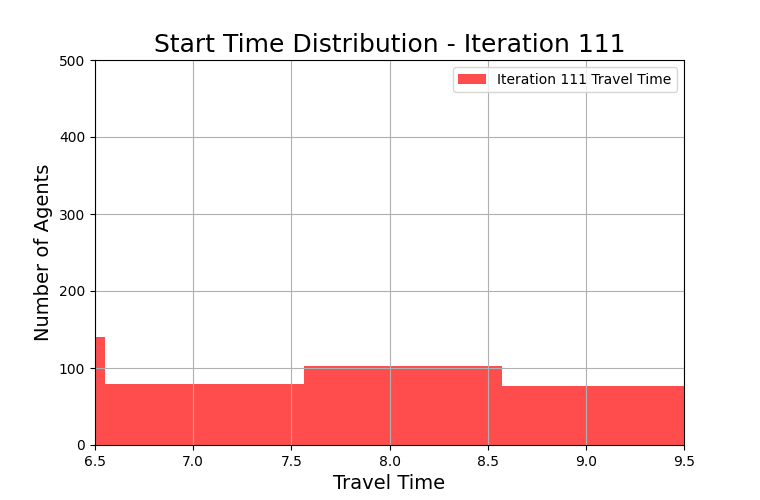 Start Time Distribution - Iteration 111
Iteration 111 Travel Time
Number of Agents
500
400
300
200
100
0
6.5 7.0 7.5 8.0 8.5 9.0 9.5
Travel Time